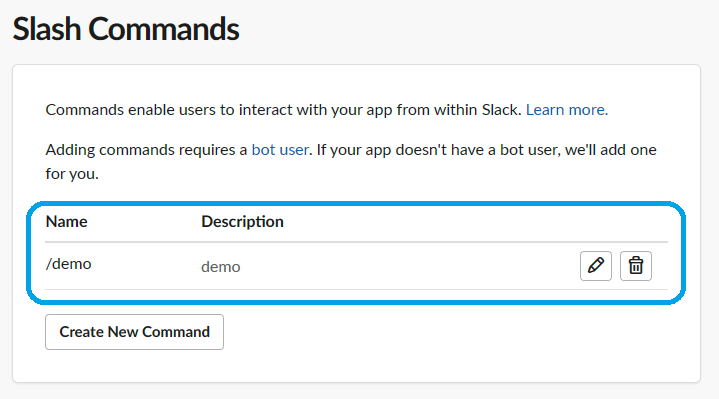 Slash Commands
Commands enable users to interact with your app from within Slack. Learn more.
Adding commands requires a bot user. If your app doesn't have a bot user, we'll add one
for you.
Name Description
/demo demo
Create New Command